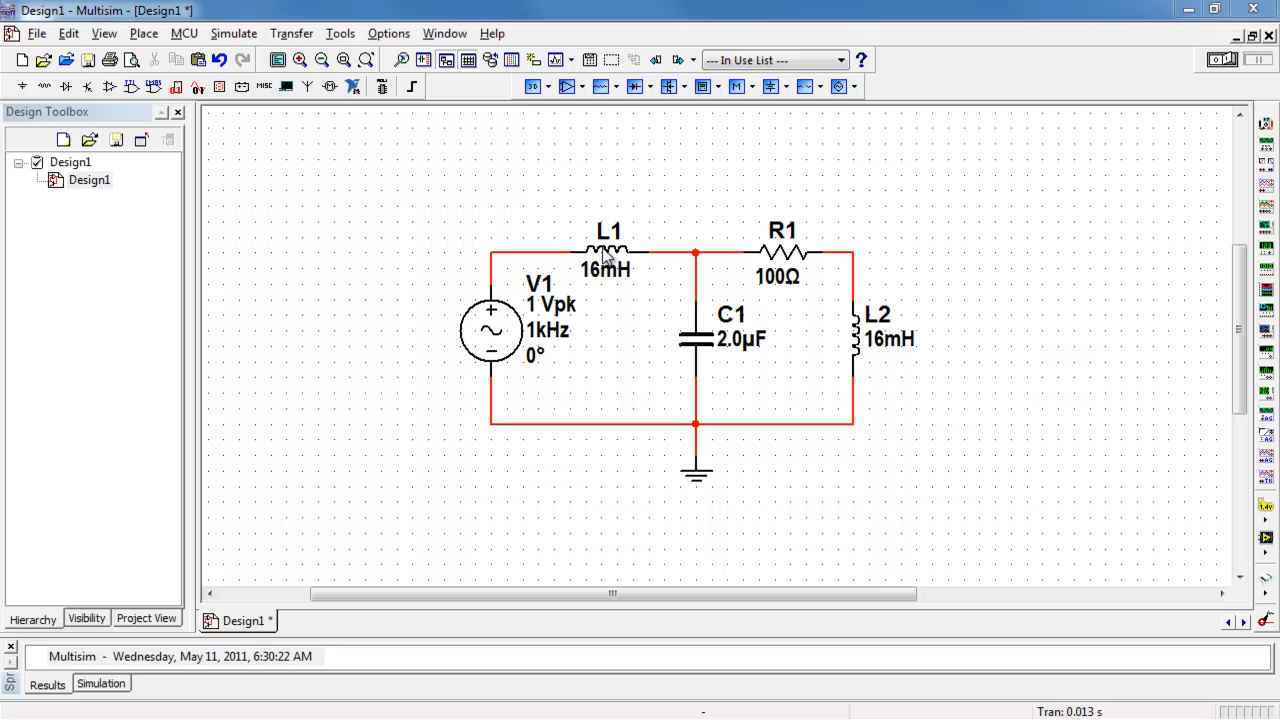 Design1 - Multisim - [Design1 *]
File Edit View Place MCU Simulate Transfer Tools Options Window Help
--- In Use List ---
MISC
Design Toolbox
Design1
Design1
L1
16mH
R1
100Ω
V1
1 Vpk
1kHz
0°
C1
2.0µF
L2
16mH
Hierarchy Visibility Project View
Design1 *
Multisim - Wednesday, May 11, 2011, 6:30:22 AM
Spr
Results Simulation
- Tran: 0.013 s